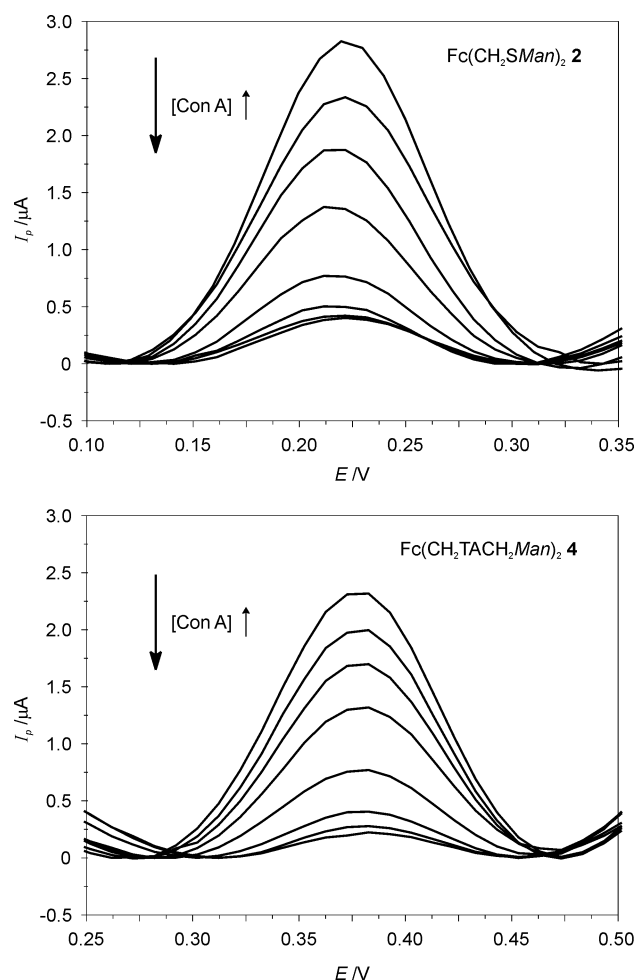 3.0
Fc(CH₂SMan)₂ 2
2.5
[Con A] ↑
2.0
1.5
Iₚ /µA
1.0
0.5
0
-0.5
0.10 0.15 0.20 0.25 0.30 0.35
E /V
3.0
Fc(CH₂TACH₂Man)₂ 4
2.5
[Con A] ↑
2.0
1.5
Iₚ /µA
1.0
0.5
0
-0.5
0.25 0.30 0.35 0.40 0.45 0.50
E /V